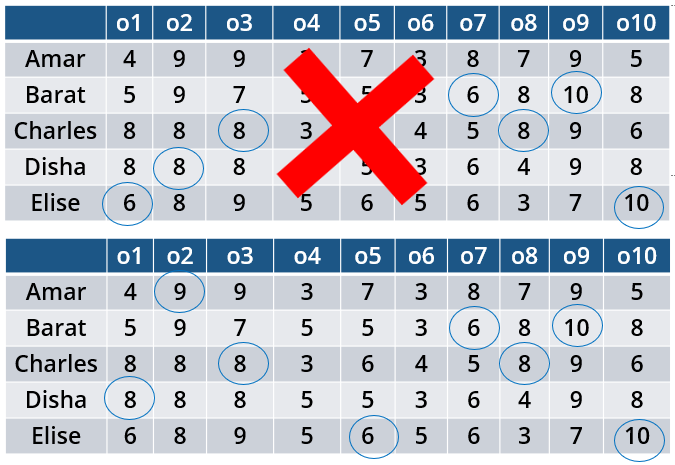 o1 o2 o3 o4 o5 o6 o7 o8 o9 o10
Amar 4 9 9 7 3 8 7 9 5
Barat 5 9 7 5 5 3 6 8 10 8
Charles 8 8 8 3 4 5 8 9 6
Disha 8 8 8 5 3 6 4 9 8
Elise 6 8 9 5 6 5 6 3 7 10
o1 o2 o3 o4 o5 o6 o7 o8 o9 o10
Amar 4 9 9 3 7 3 8 7 9 5
Barat 5 9 7 5 5 3 6 8 10 8
Charles 8 8 8 3 6 4 5 8 9 6
Disha 8 8 8 5 5 3 6 4 9 8
Elise 6 8 9 5 6 5 6 3 7 10